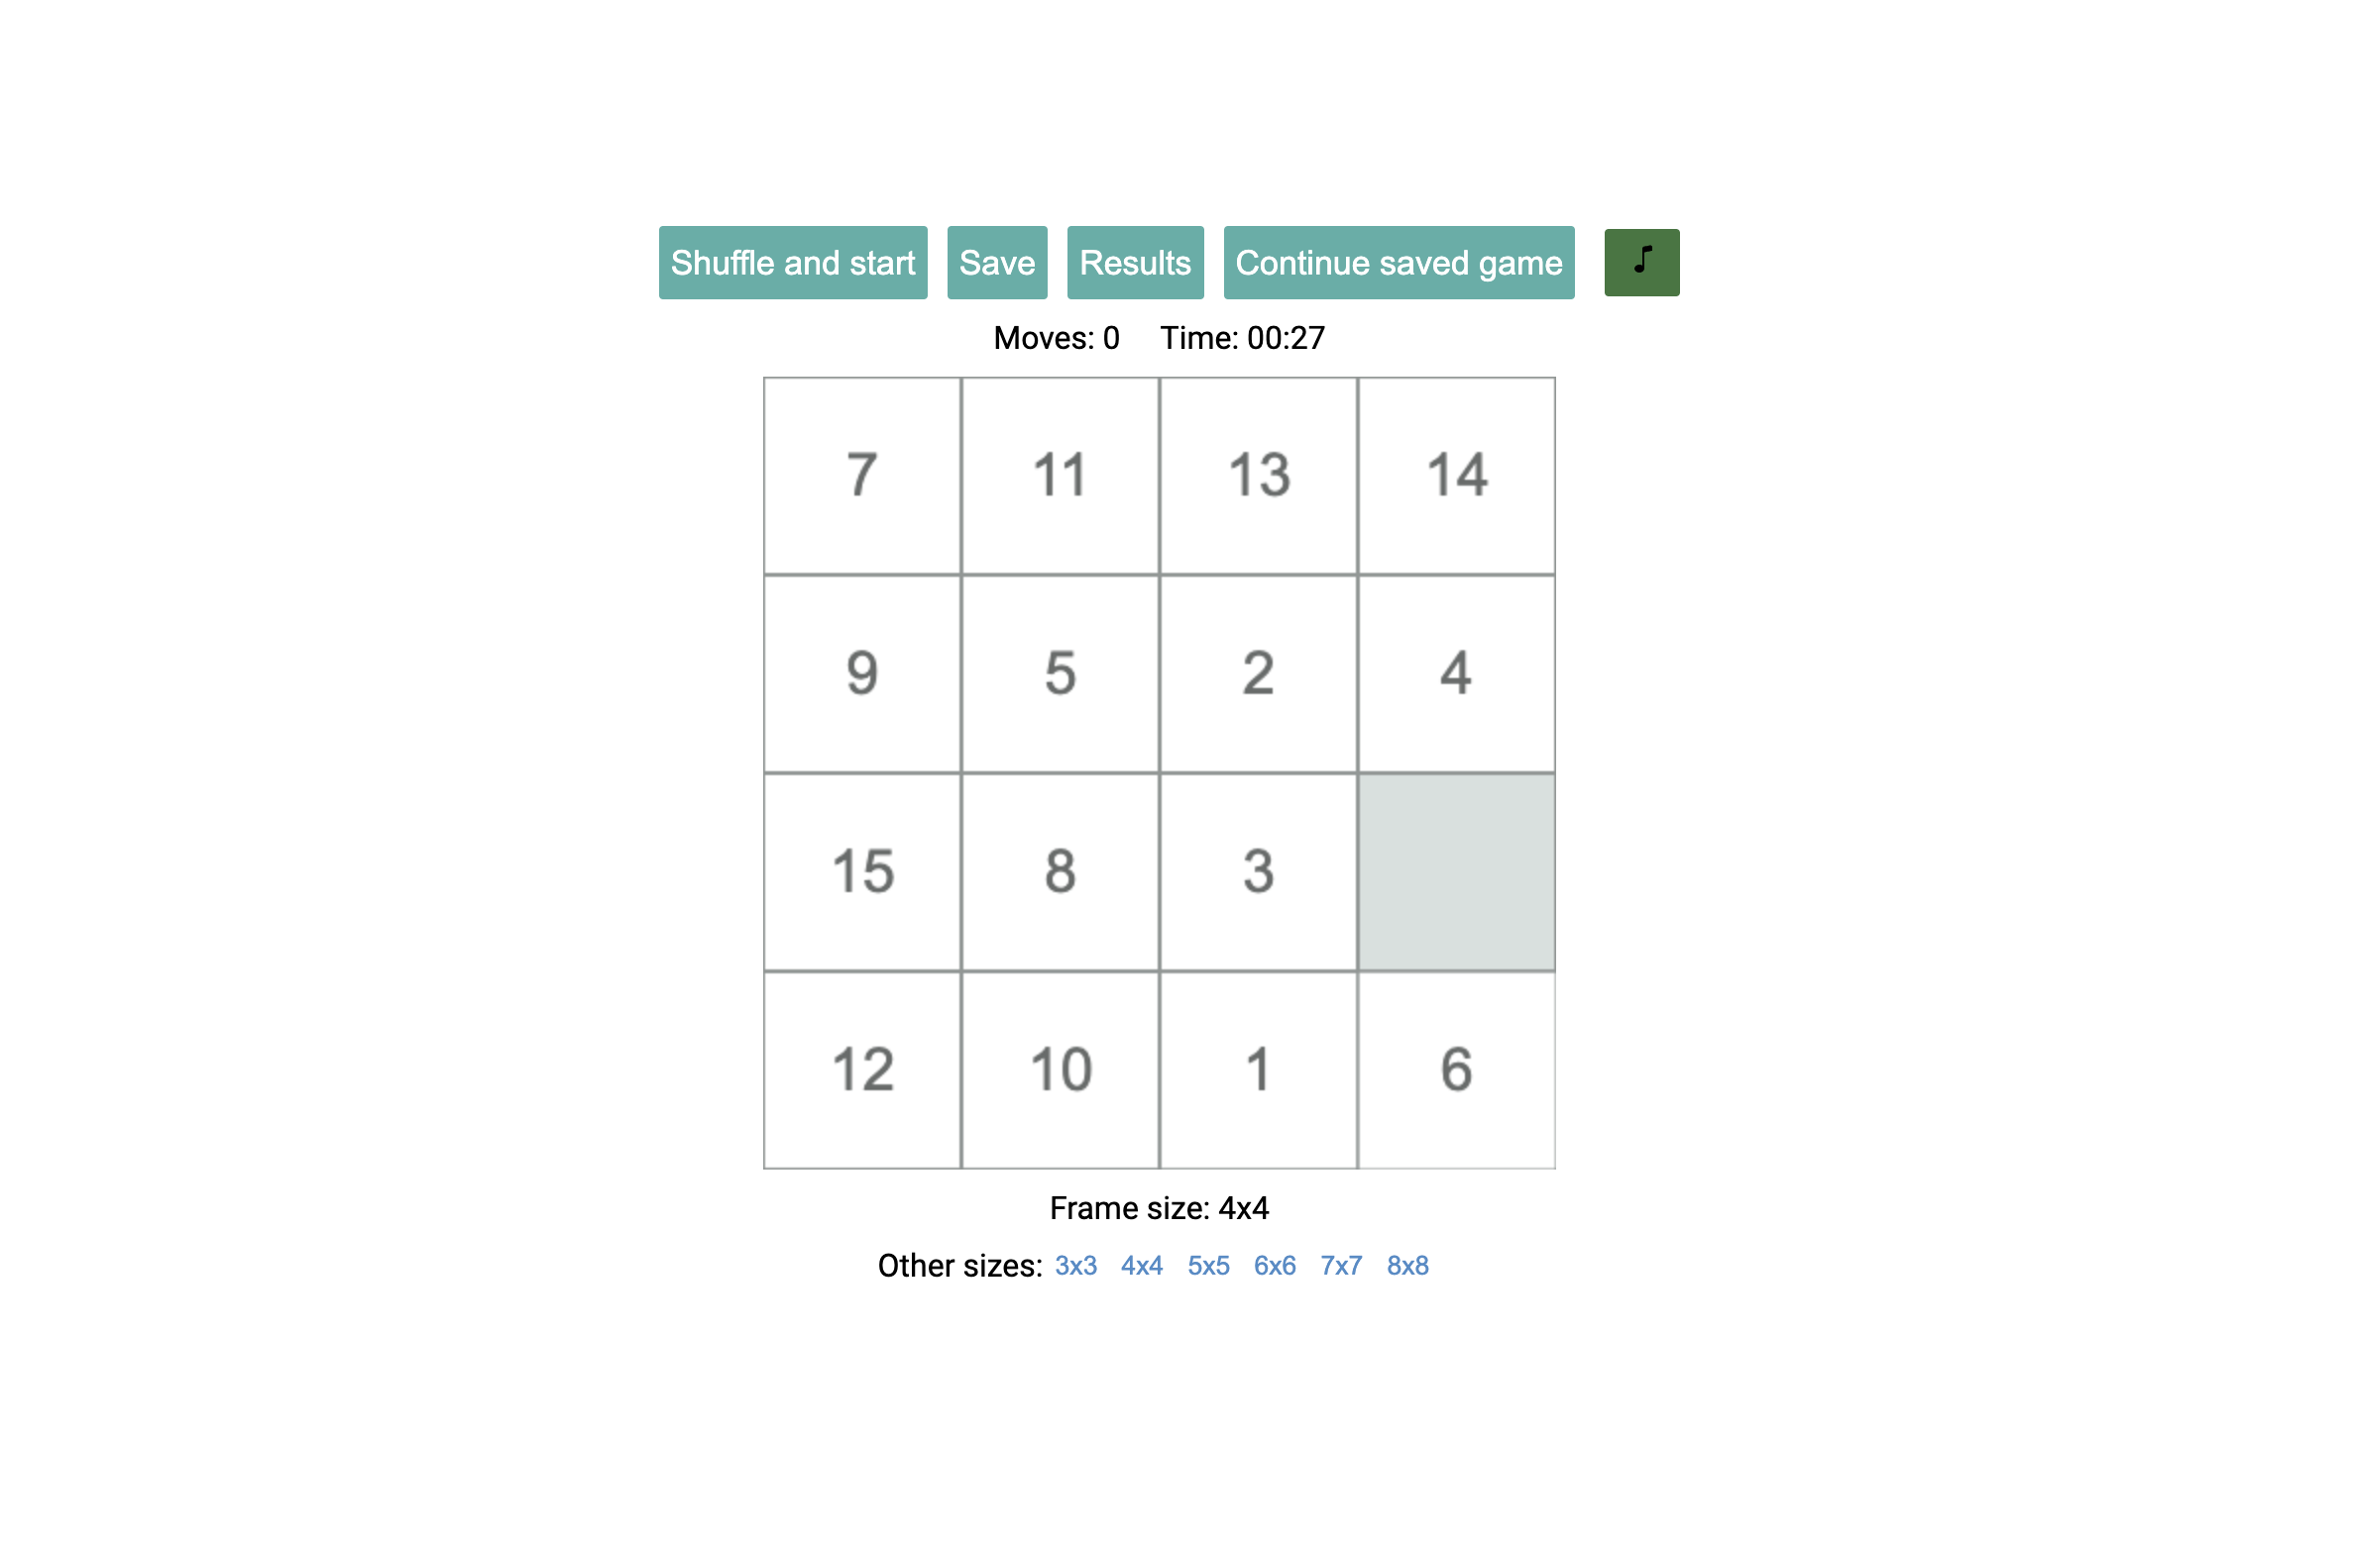 Shuffle and start Save Results Continue saved game ♪
Moves: 0 Time: 00:27
7 11 13 14
9 5 2 4
15 8 3
12 10 1 6
Frame size: 4x4
Other sizes: 3x3 4x4 5x5 6x6 7x7 8x8